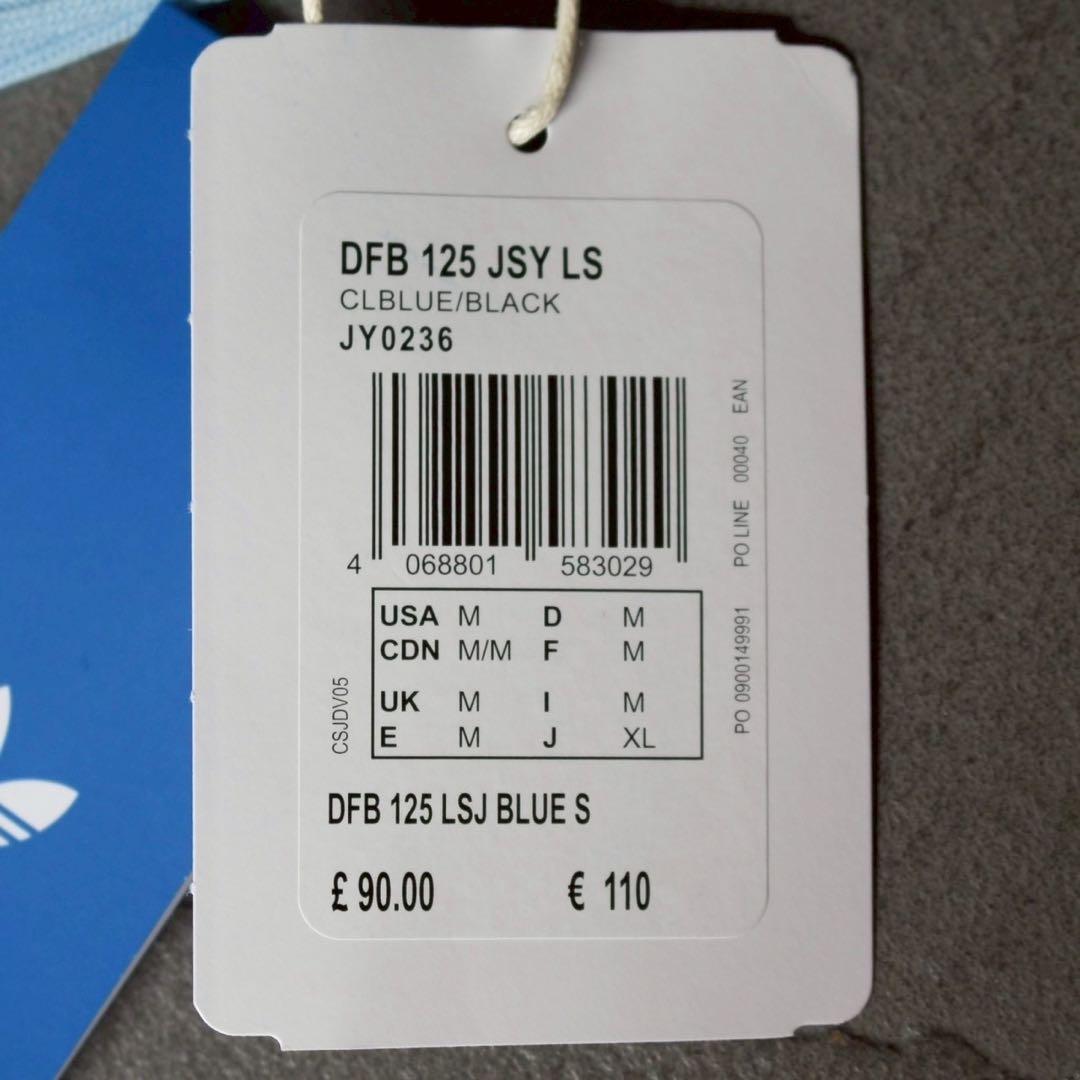 DFB 125 JSY LS
CLBLUE/BLACK
JY0236
4 068801 583029
PO 0900149991 PO LINE 00040 EAN
CSJDV05
USA M D M
CDN M/M F M
UK M I M
E M J XL
DFB 125 LSJ BLUE S
£ 90.00 € 110